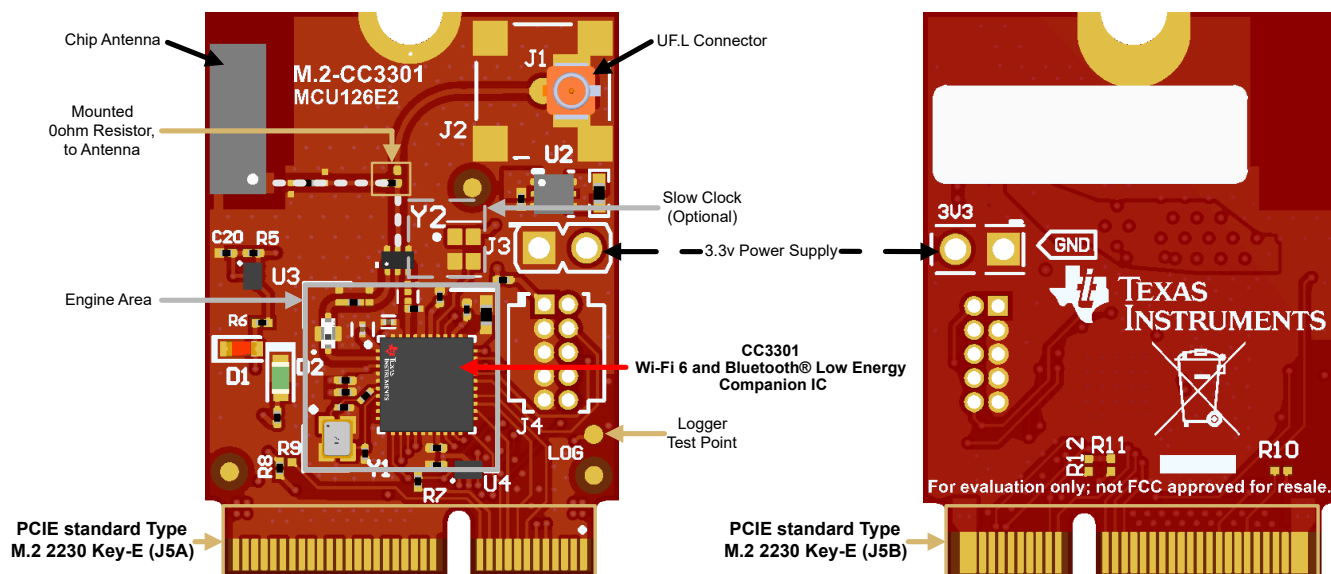 Chip Antenna
UF.L Connector
J1
M.2-CC3301
MCU126E2
Mounted
0ohm Resistor,
to Antenna
J2
U2
Slow Clock
(Optional)
Y2
3V3
C20
R5
J3
3.3v Power Supply
GND
U3
Engine Area
TEXAS
INSTRUMENTS
R6
TEXAS
INSTRUMENTS
CC3301
Wi-Fi 6 and Bluetooth® Low Energy
Companion IC
D1
D2
J4
Logger
Test Point
LOG
R8
R9
Y1
U4
R7
R12
R11
R10
For evaluation only; not FCC approved for resale.
PCIE standard Type
M.2 2230 Key-E (J5A)
PCIE standard Type
M.2 2230 Key-E (J5B)